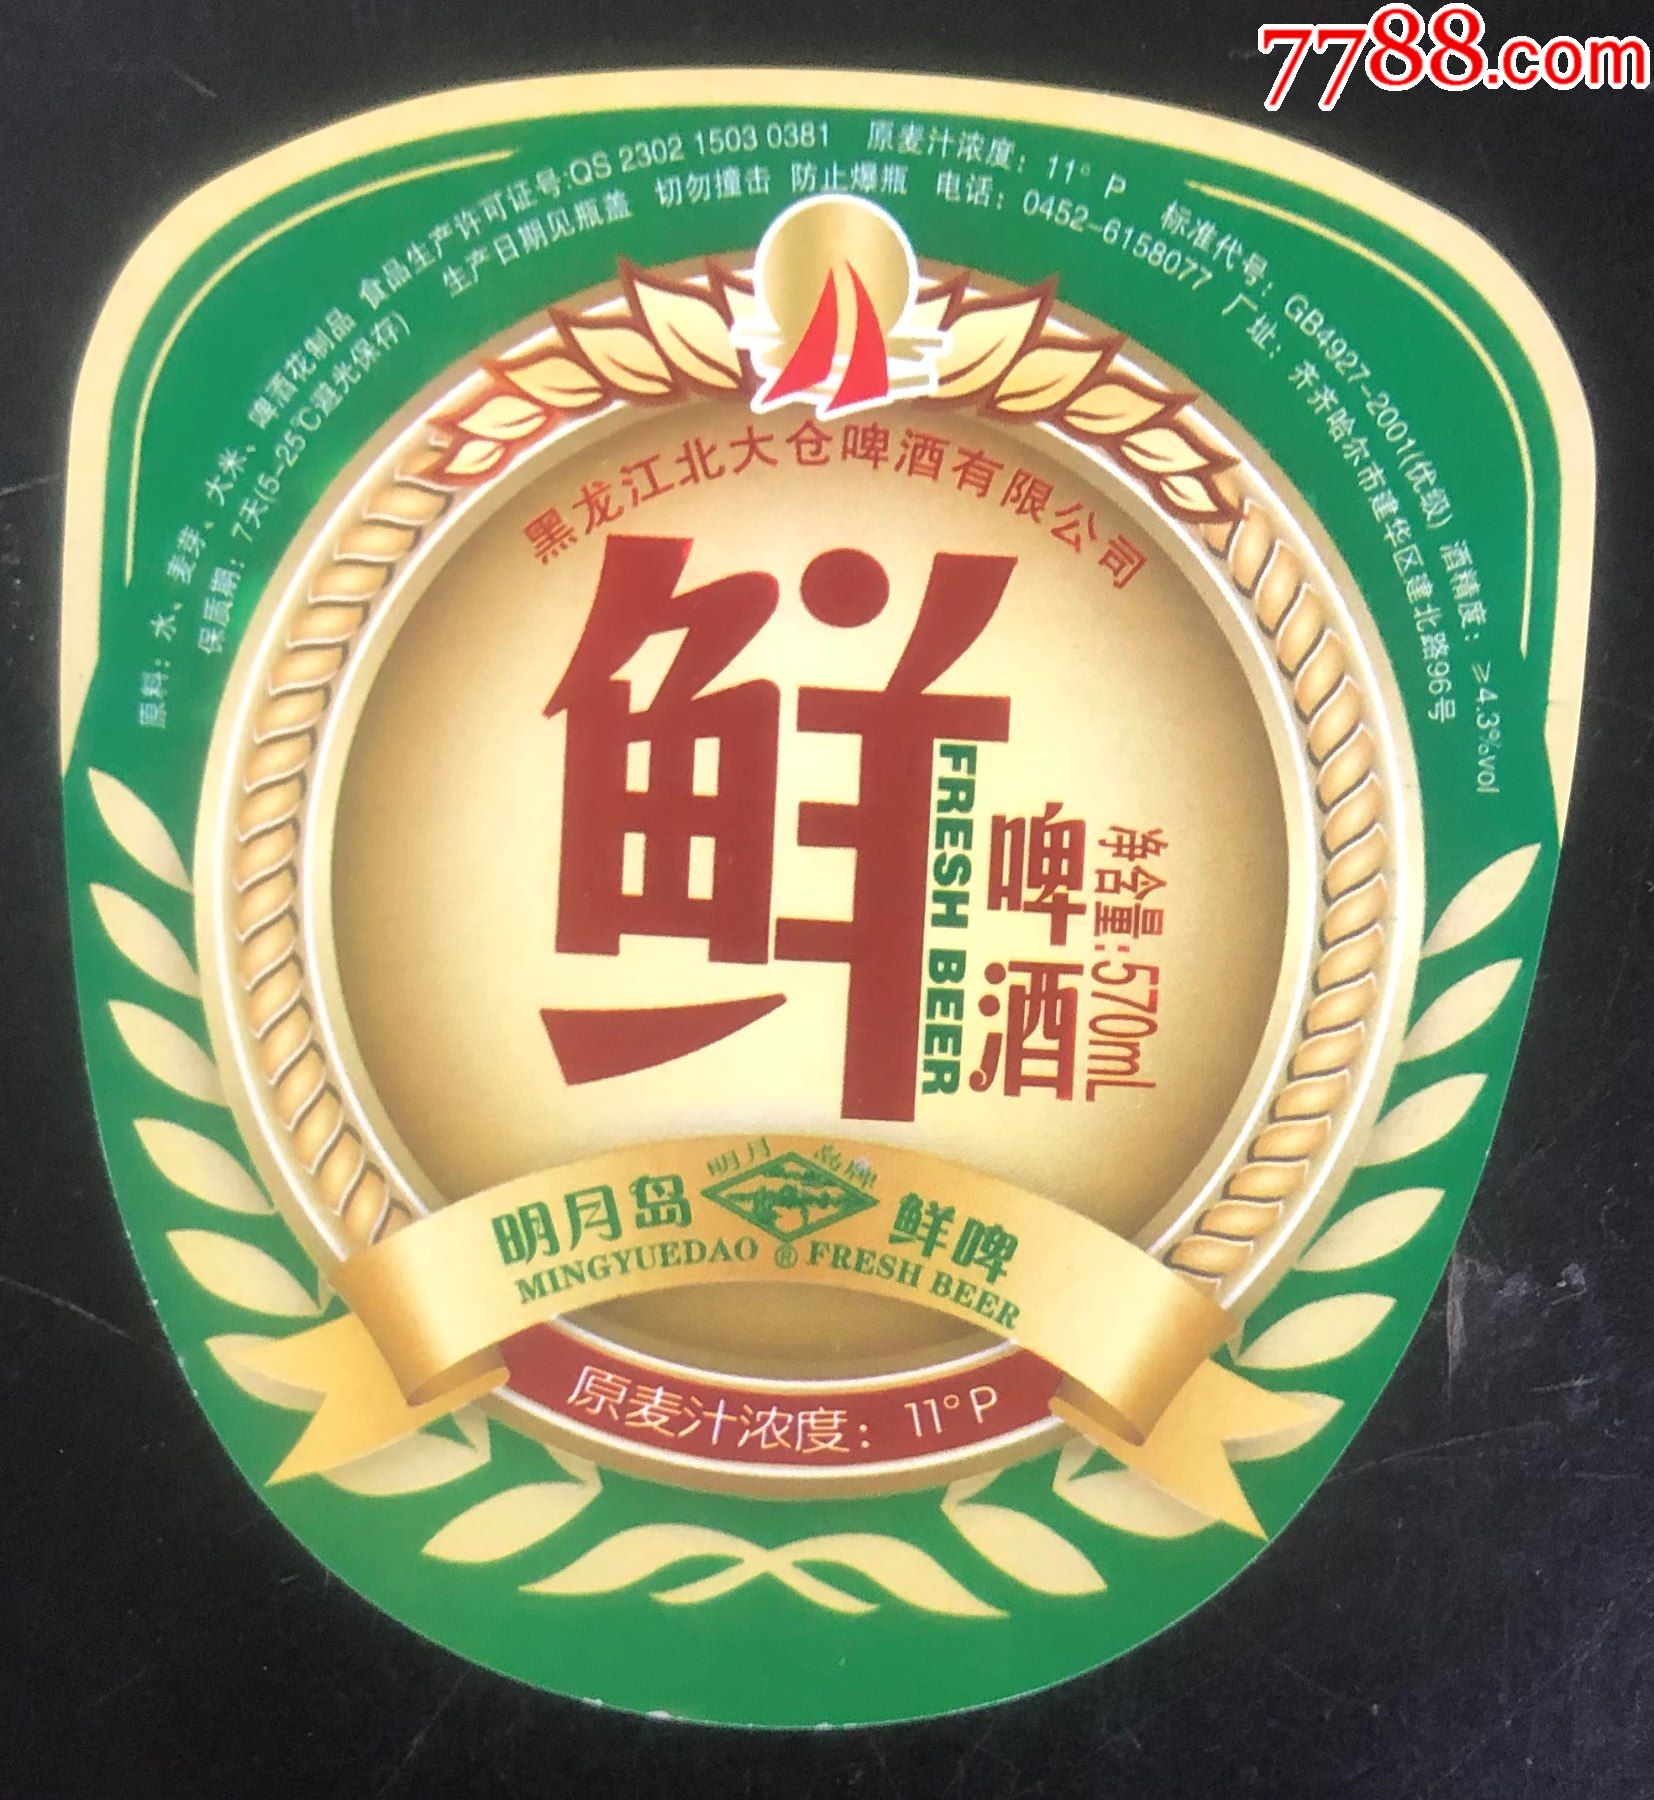 7788.com
原料：水、麦芽、大米、啤酒花制品 食品生产许可证号:QS 2302 1503 0381 原麦汁浓度：11°P 标准代号：GB4927-2001(优级) 酒精度：≥4.3%vol
保质期：7天(5-25℃避光保存) 生产日期见瓶盖 切勿撞击 防止爆瓶 电话：0452-6158077 厂址：齐齐哈尔市建华区建北路96号
黑龙江北大仓啤酒有限公司
鲜
FRESH BEER
啤酒
净含量:570mL
明月岛牌
明月岛 鲜啤
MINGYUEDAO ® FRESH BEER
原麦汁浓度：11°P